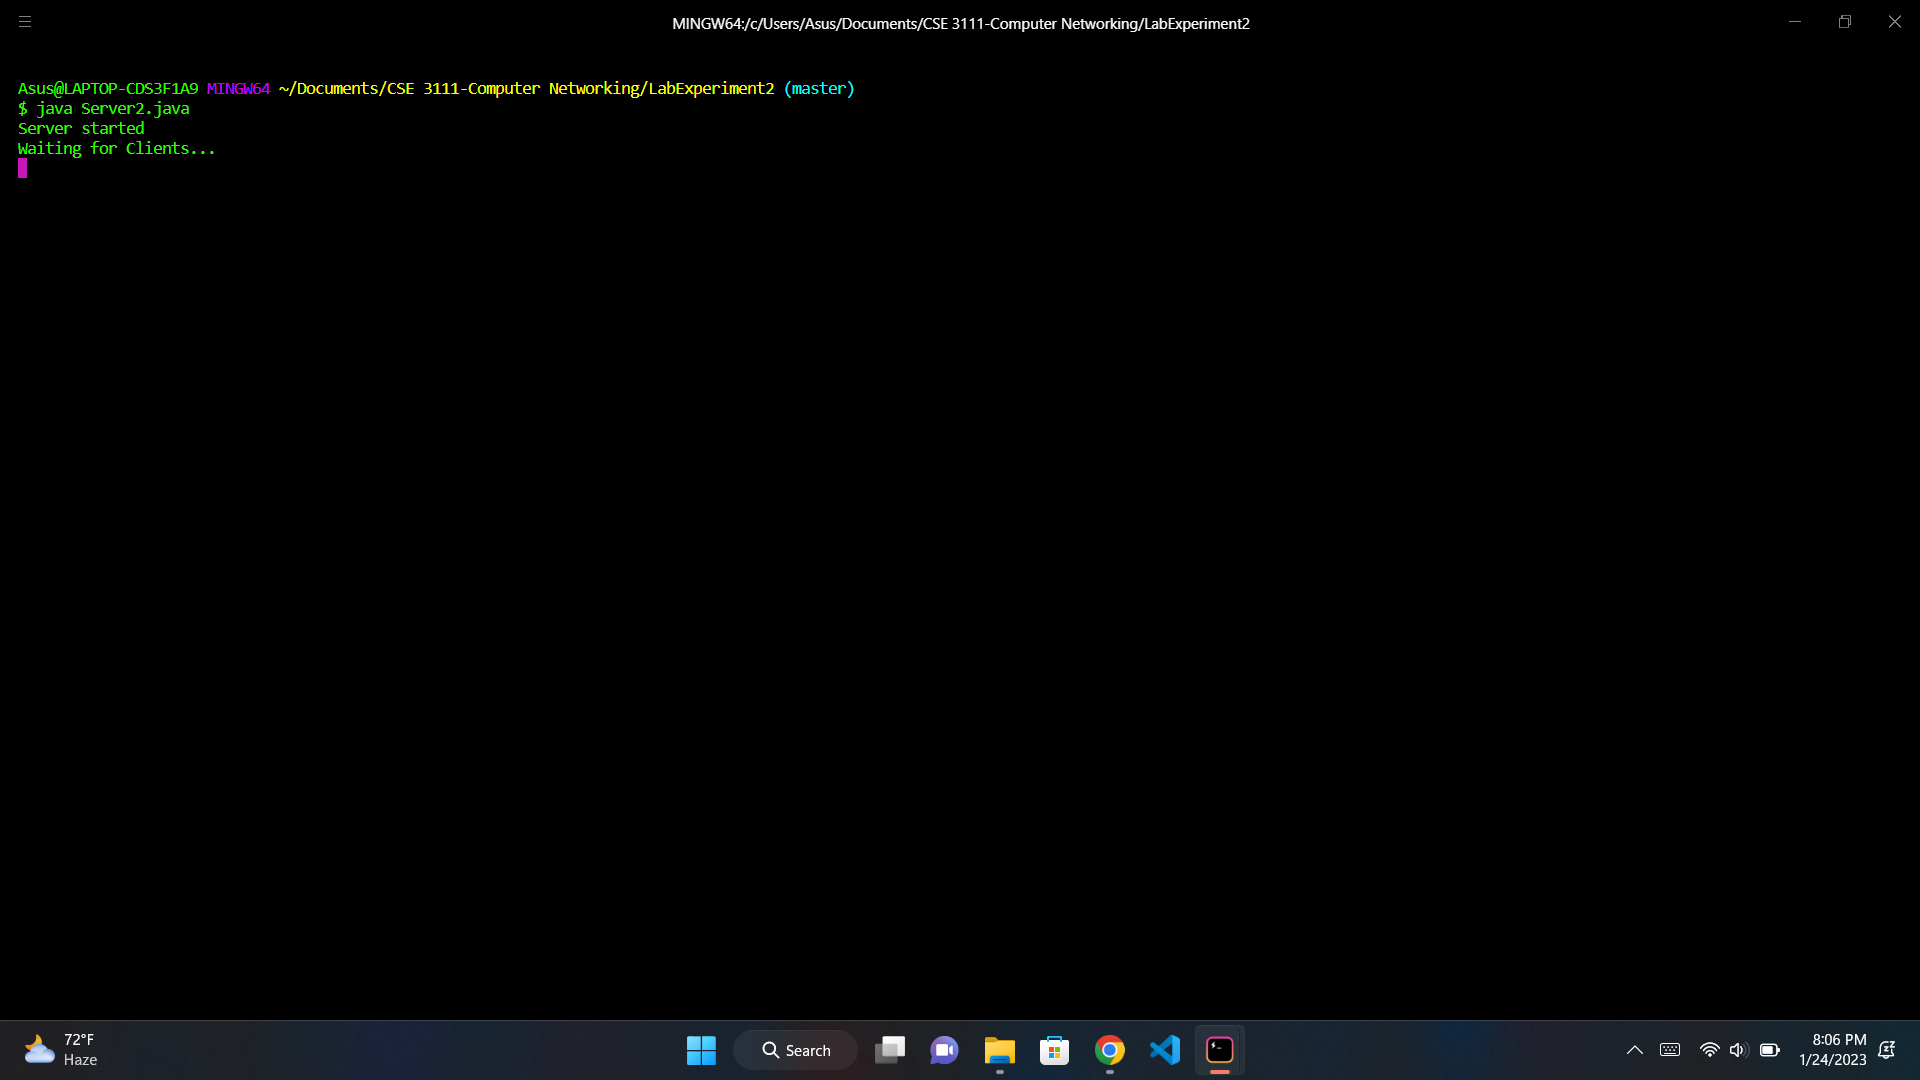 MINGW64:/c/Users/Asus/Documents/CSE 3111-Computer Networking/LabExperiment2
Asus@LAPTOP-CDS3F1A9 MINGW64 ~/Documents/CSE 3111-Computer Networking/LabExperiment2 (master)
$ java Server2.java
Server started
Waiting for Clients...
72°F
Haze
Search
8:06 PM
1/24/2023